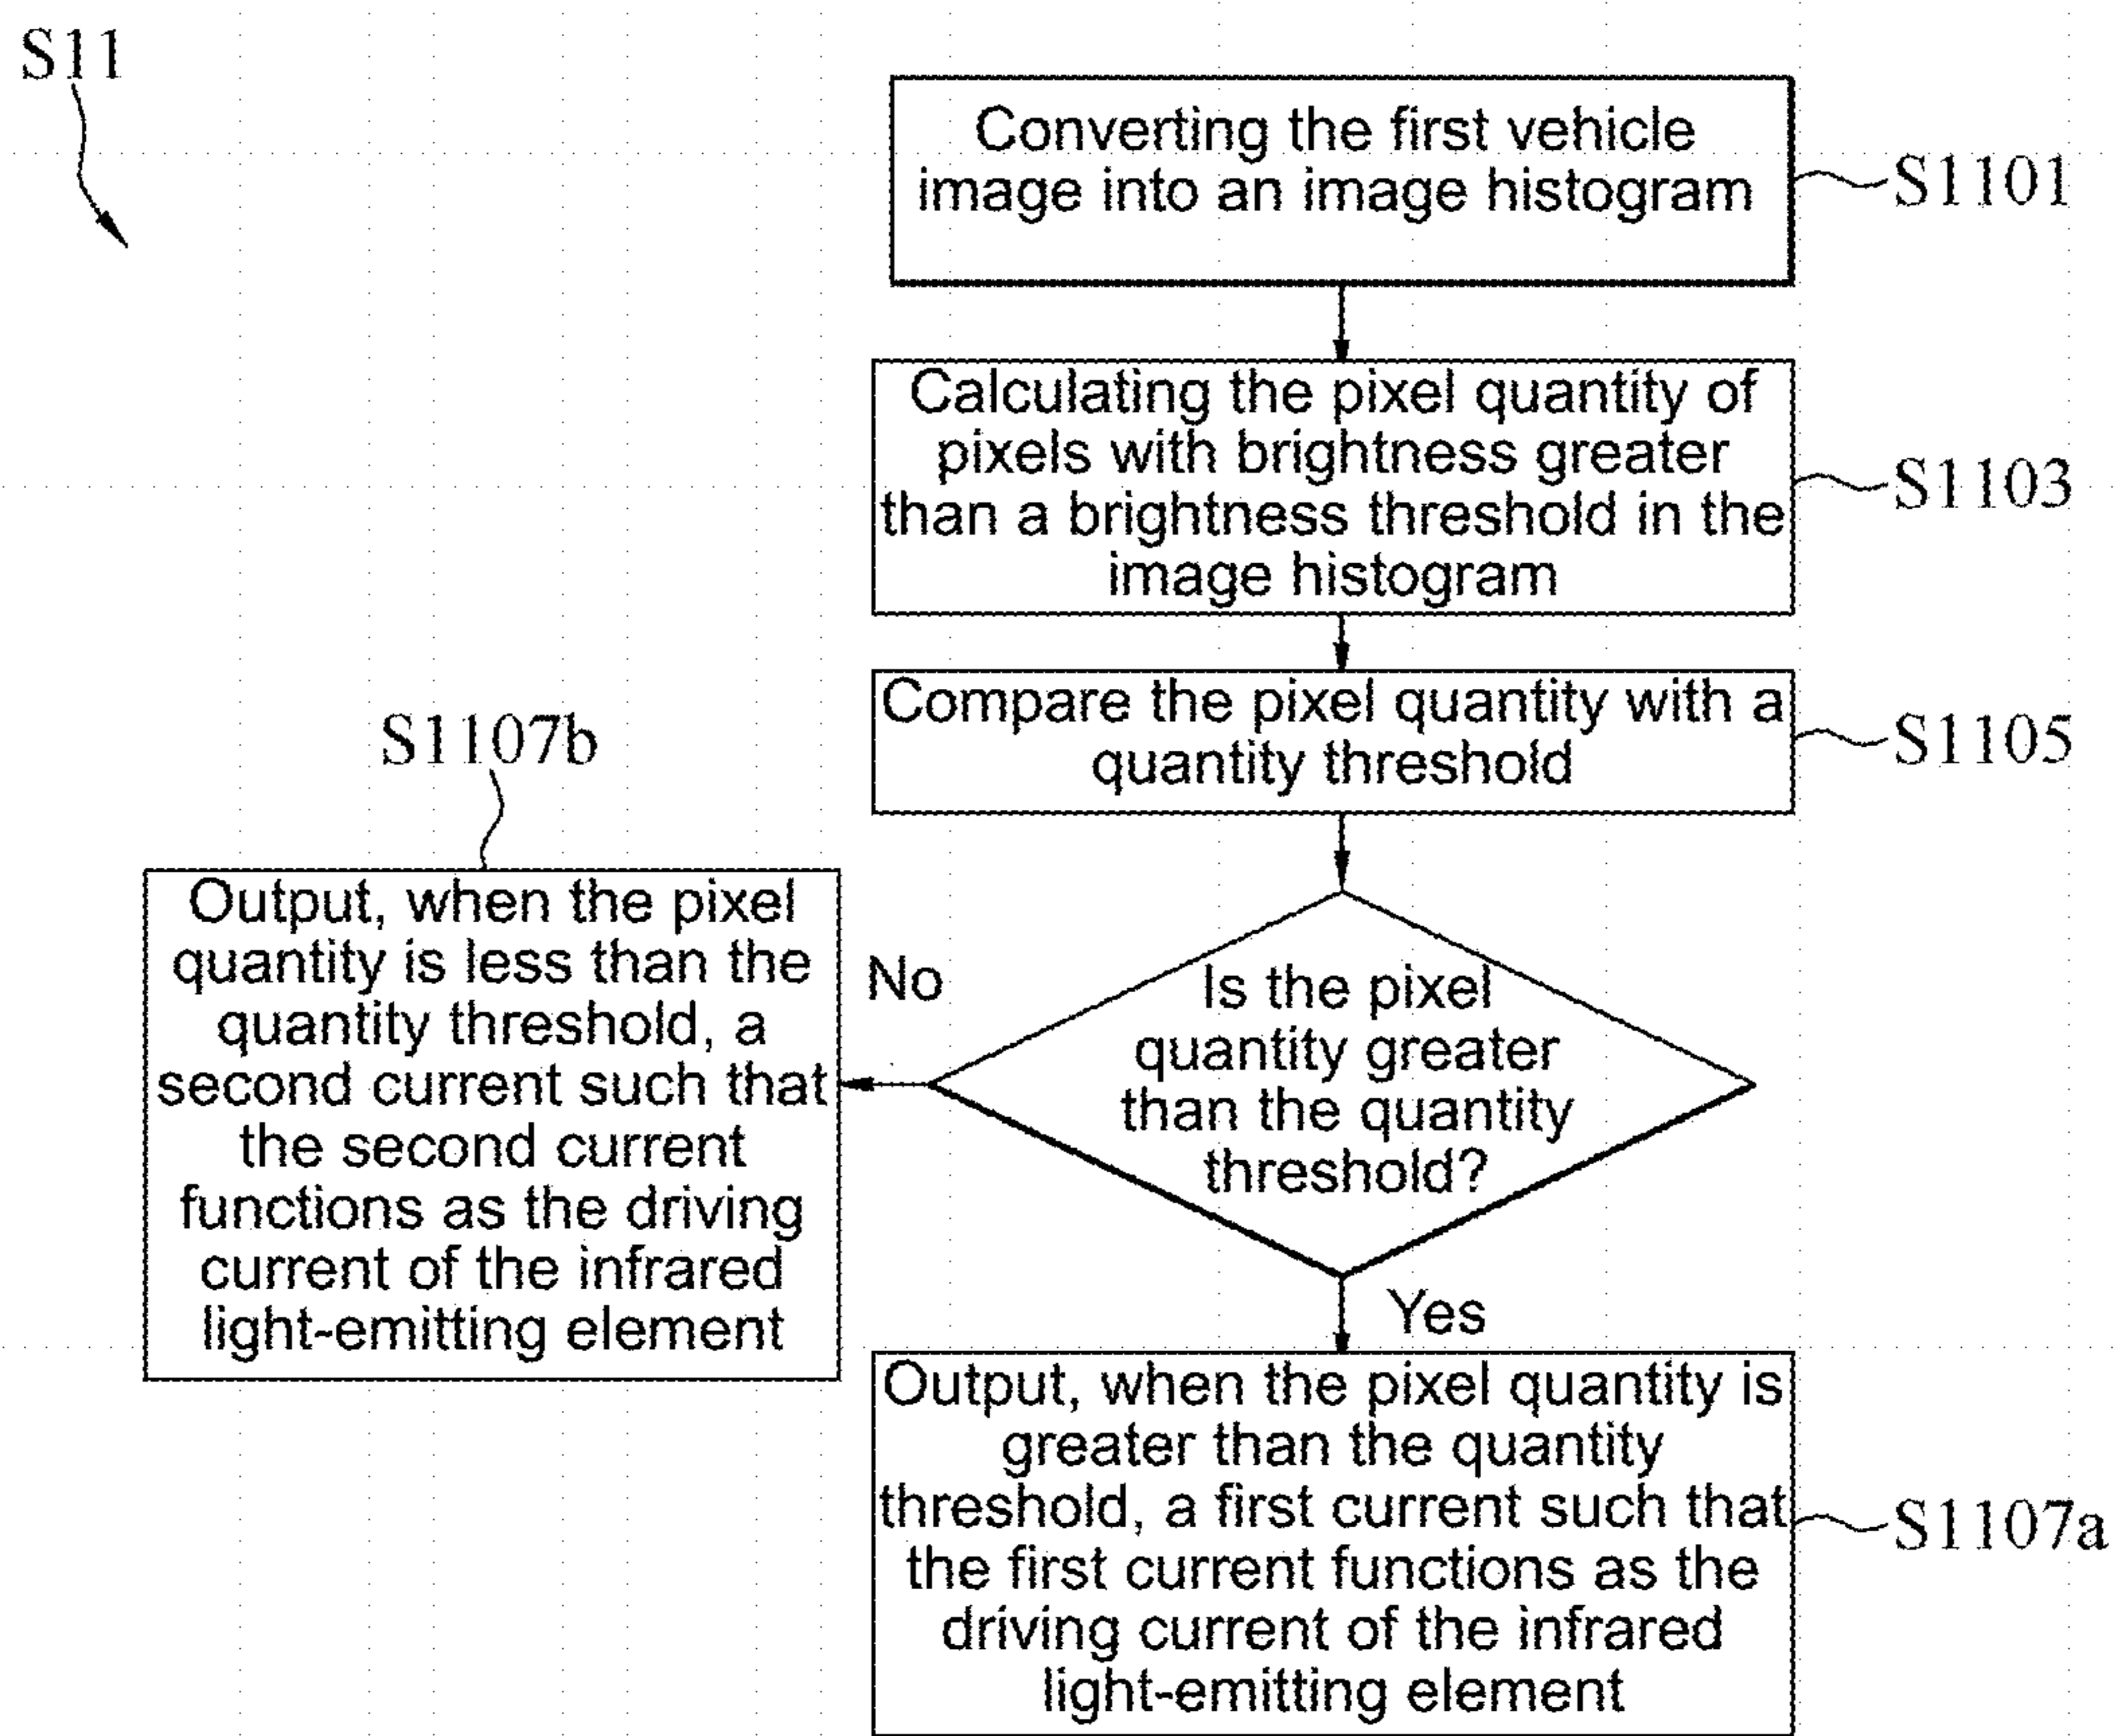 S11
Converting the first vehicle
image into an image histogram
S1101
Calculating the pixel quantity of
pixels with brightness greater
than a brightness threshold in the
image histogram
S1103
Compare the pixel quantity with a
quantity threshold
S1105
Is the pixel
quantity greater
than the quantity
threshold?
No
S1107b
Output, when the pixel
quantity is less than the
quantity threshold, a
second current such that
the second current
functions as the driving
current of the infrared
light-emitting element
Yes
Output, when the pixel quantity is
greater than the quantity
threshold, a first current such that
the first current functions as the
driving current of the infrared
light-emitting element
S1107a